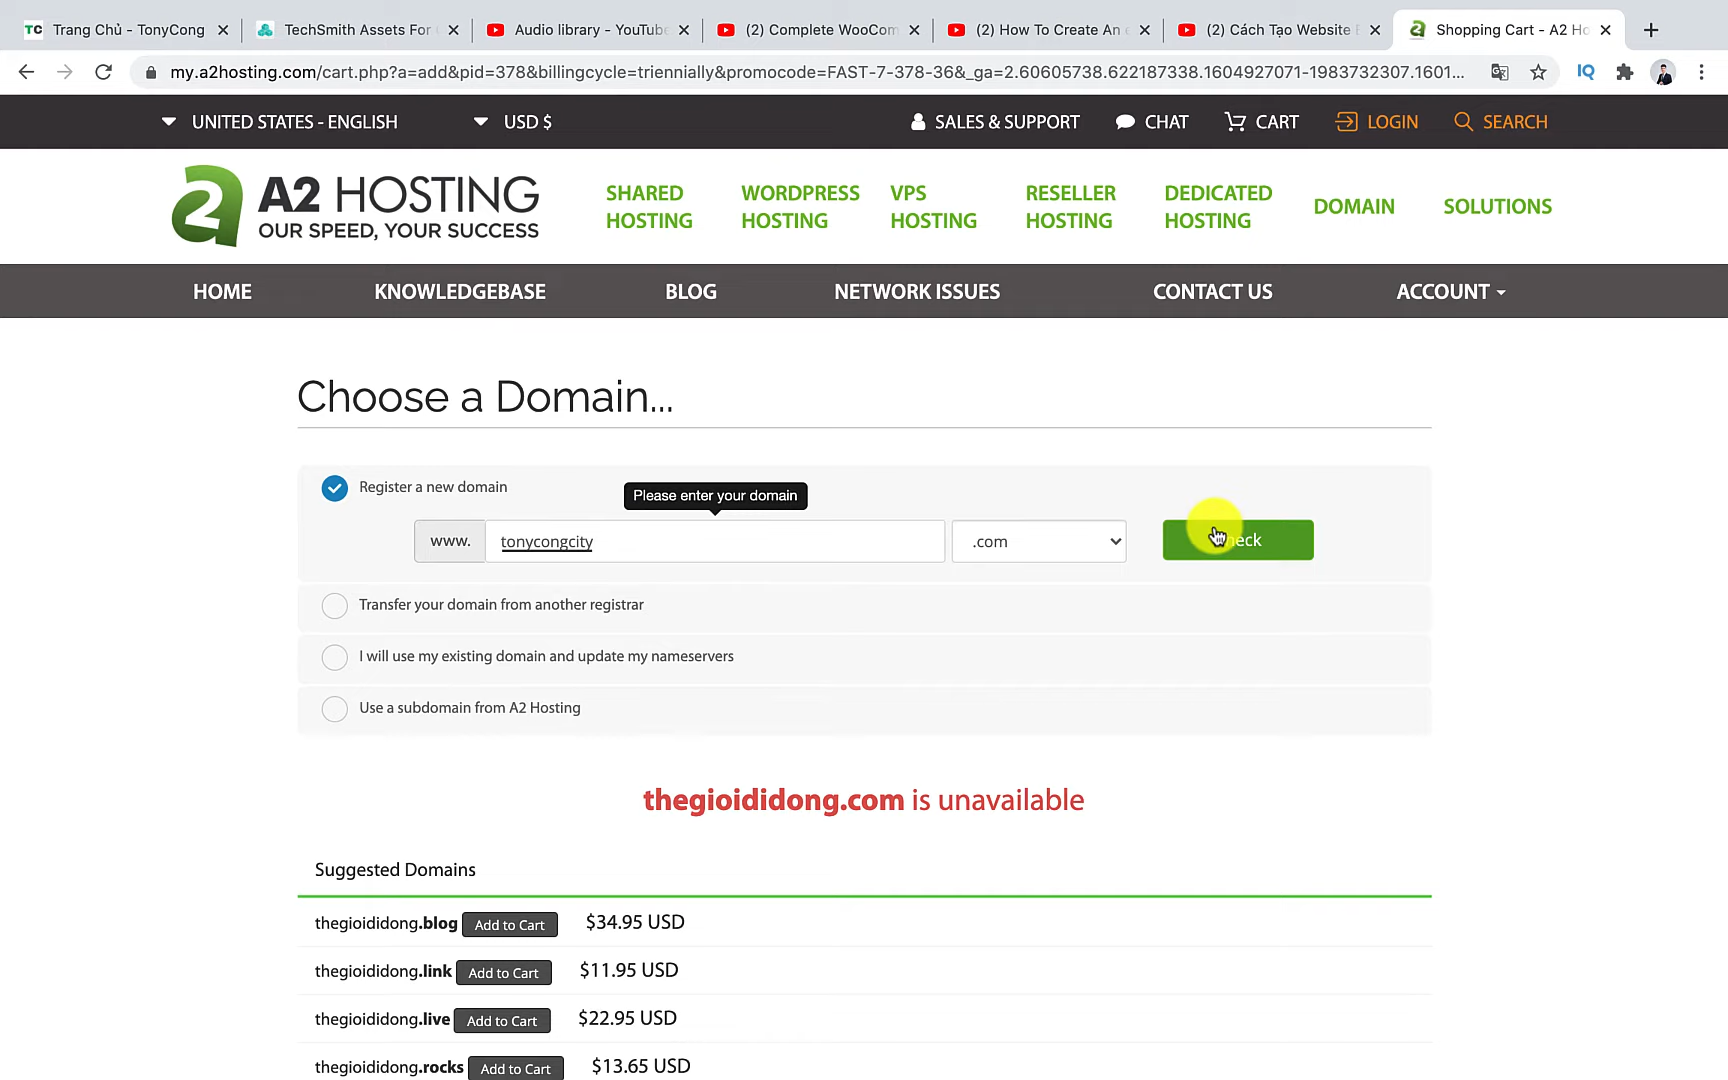 Trang Chủ - TonyCong
TechSmith Assets For
Audio library - YouTube
(2) Complete WooCom
(2) How To Create An e
(2) Cách Tạo Website
Shopping Cart - A2 Ho
my.a2hosting.com/cart.php?a=add&pid=378&billingcycle=triennially&promocode=FAST-7-378-36&_ga=2.60605738.622187338.1604927071-1983732307.1601...
IQ
UNITED STATES - ENGLISH
USD $
SALES & SUPPORT
CHAT
CART
LOGIN
SEARCH
A2 HOSTING
OUR SPEED, YOUR SUCCESS
SHARED HOSTING
WORDPRESS HOSTING
VPS HOSTING
RESELLER HOSTING
DEDICATED HOSTING
DOMAIN
SOLUTIONS
HOME
KNOWLEDGEBASE
BLOG
NETWORK ISSUES
CONTACT US
ACCOUNT
Choose a Domain...
Register a new domain
Please enter your domain
www.
tonycongcity
.com
Transfer your domain from another registrar
I will use my existing domain and update my nameservers
Use a subdomain from A2 Hosting
thegioididong.com is unavailable
Suggested Domains
thegioididong.blog Add to Cart $34.95 USD
thegioididong.link Add to Cart $11.95 USD
thegioididong.live Add to Cart $22.95 USD
thegioididong.rocks Add to Cart $13.65 USD